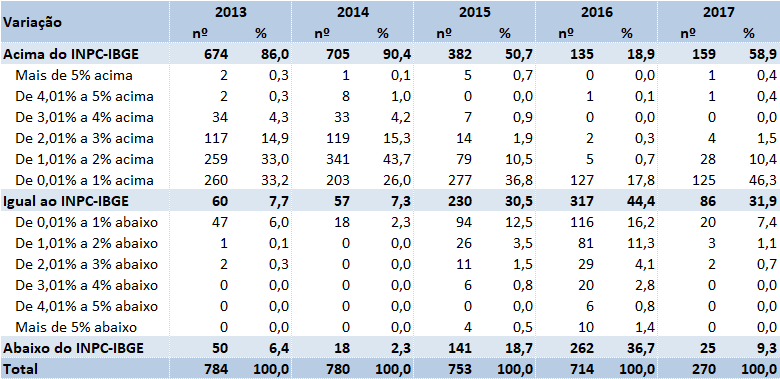 Variação 2013 2014 2015 2016 2017
nº % nº % nº % nº % nº %
Acima do INPC-IBGE 674 86,0 705 90,4 382 50,7 135 18,9 159 58,9
Mais de 5% acima 2 0,3 1 0,1 5 0,7 0 0,0 1 0,4
De 4,01% a 5% acima 2 0,3 8 1,0 0 0,0 1 0,1 1 0,4
De 3,01% a 4% acima 34 4,3 33 4,2 7 0,9 0 0,0 0 0,0
De 2,01% a 3% acima 117 14,9 119 15,3 14 1,9 2 0,3 4 1,5
De 1,01% a 2% acima 259 33,0 341 43,7 79 10,5 5 0,7 28 10,4
De 0,01% a 1% acima 260 33,2 203 26,0 277 36,8 127 17,8 125 46,3
Igual ao INPC-IBGE 60 7,7 57 7,3 230 30,5 317 44,4 86 31,9
De 0,01% a 1% abaixo 47 6,0 18 2,3 94 12,5 116 16,2 20 7,4
De 1,01% a 2% abaixo 1 0,1 0 0,0 26 3,5 81 11,3 3 1,1
De 2,01% a 3% abaixo 2 0,3 0 0,0 11 1,5 29 4,1 2 0,7
De 3,01% a 4% abaixo 0 0,0 0 0,0 6 0,8 20 2,8 0 0,0
De 4,01% a 5% abaixo 0 0,0 0 0,0 0 0,0 6 0,8 0 0,0
Mais de 5% abaixo 0 0,0 0 0,0 4 0,5 10 1,4 0 0,0
Abaixo do INPC-IBGE 50 6,4 18 2,3 141 18,7 262 36,7 25 9,3
Total 784 100,0 780 100,0 753 100,0 714 100,0 270 100,0